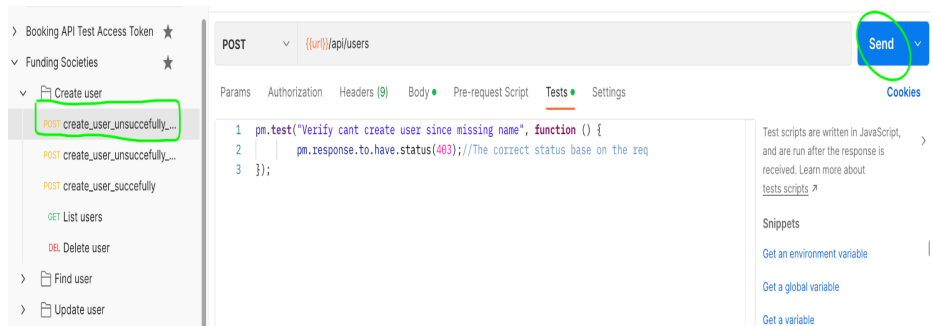 Booking API Test Access Token
Funding Societies
Create user
POST create_user_unsuccefully_...
POST create_user_unsuccefully_...
POST create_user_succefully
GET List users
DEL Delete user
Find user
Update user
POST {{url}}/api/users
Send
Params Authorization Headers (9) Body Pre-request Script Tests Settings
Cookies
1 pm.test("Verify cant create user since missing name", function () {
2 pm.response.to.have.status(403);//The correct status base on the req
3 });
Test scripts are written in JavaScript,
and are run after the response is
received. Learn more about
tests scripts ↗
Snippets
Get an environment variable
Get a global variable
Get a variable